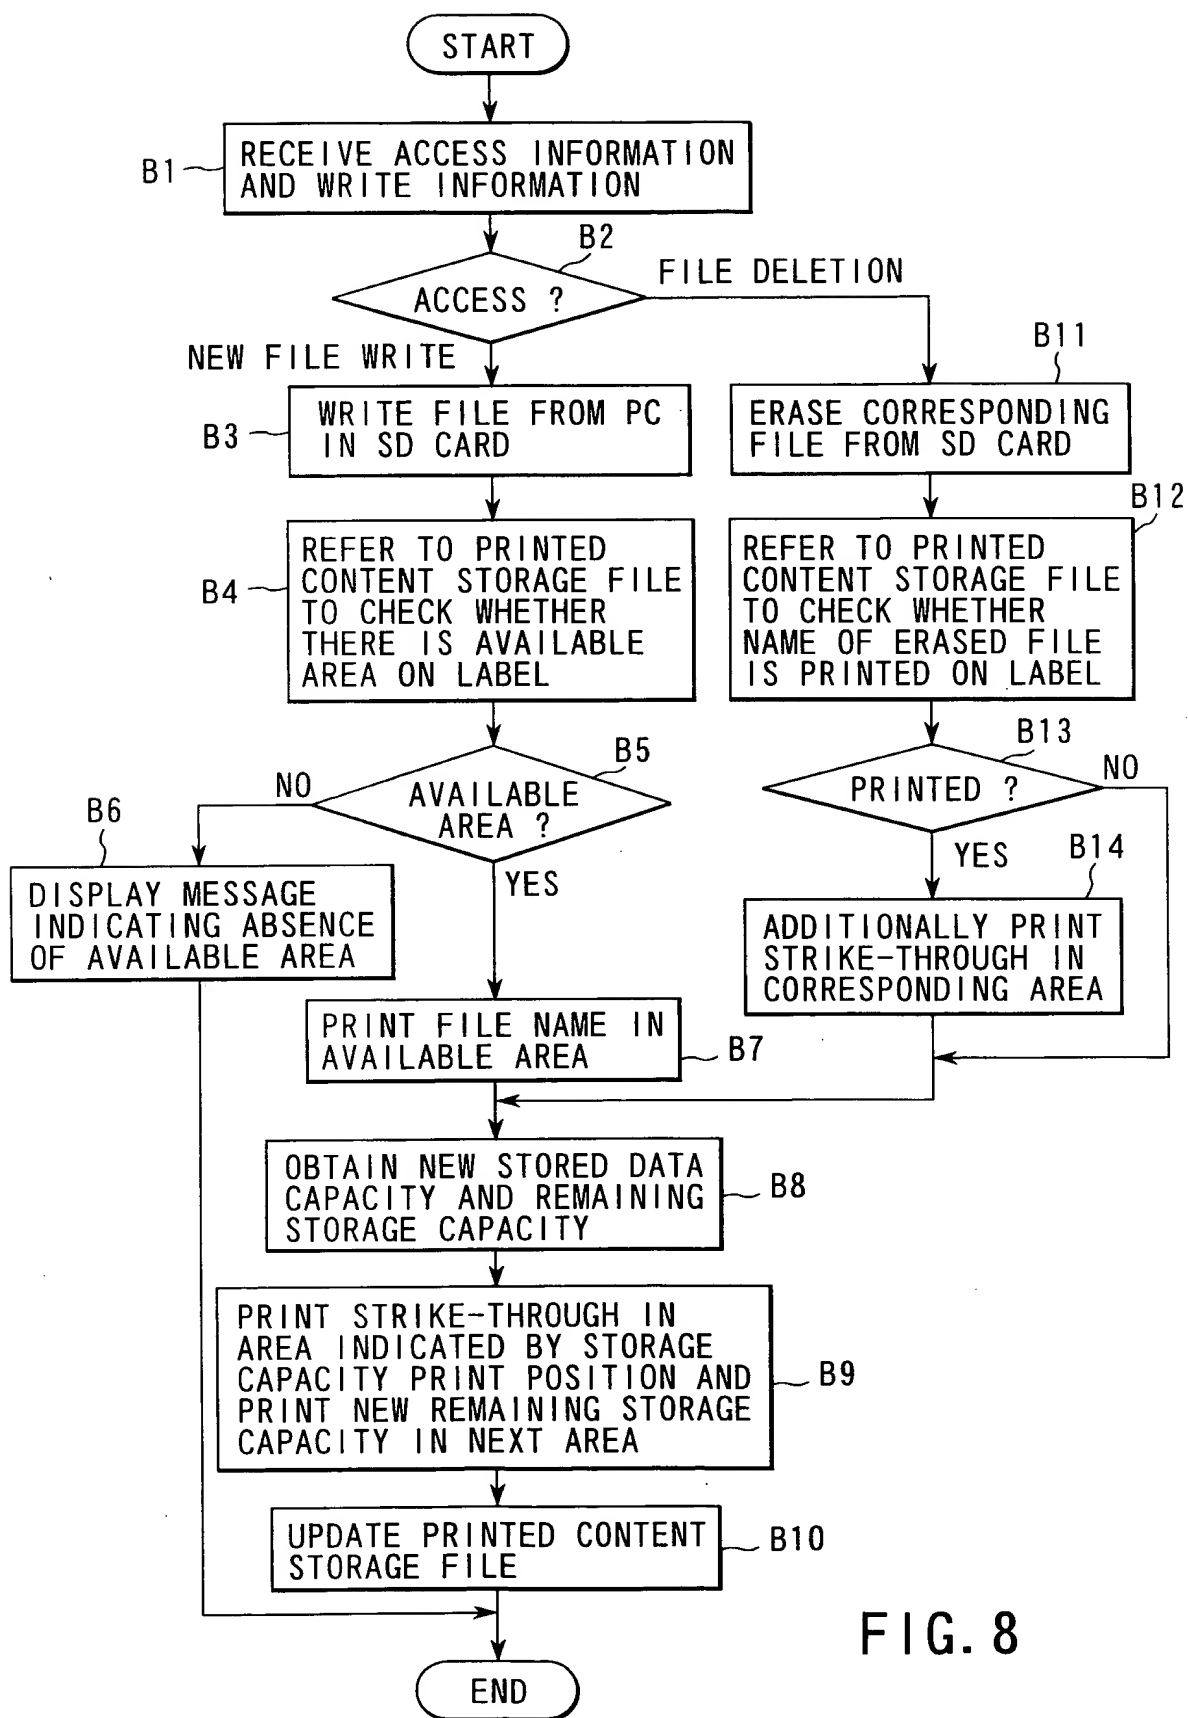 START
B1
RECEIVE ACCESS INFORMATION
AND WRITE INFORMATION
B2
ACCESS ?
FILE DELETION
NEW FILE WRITE
B3
WRITE FILE FROM PC
IN SD CARD
B11
ERASE CORRESPONDING
FILE FROM SD CARD
B4
REFER TO PRINTED
CONTENT STORAGE FILE
TO CHECK WHETHER
THERE IS AVAILABLE
AREA ON LABEL
B12
REFER TO PRINTED
CONTENT STORAGE FILE
TO CHECK WHETHER
NAME OF ERASED FILE
IS PRINTED ON LABEL
B5
NO
AVAILABLE
AREA ?
YES
B13
PRINTED ?
NO
YES
B6
DISPLAY MESSAGE
INDICATING ABSENCE
OF AVAILABLE AREA
B14
ADDITIONALLY PRINT
STRIKE-THROUGH IN
CORRESPONDING AREA
PRINT FILE NAME IN
AVAILABLE AREA
B7
OBTAIN NEW STORED DATA
CAPACITY AND REMAINING
STORAGE CAPACITY
B8
PRINT STRIKE-THROUGH IN
AREA INDICATED BY STORAGE
CAPACITY PRINT POSITION AND
PRINT NEW REMAINING STORAGE
CAPACITY IN NEXT AREA
B9
UPDATE PRINTED CONTENT
STORAGE FILE
B10
END
FIG. 8